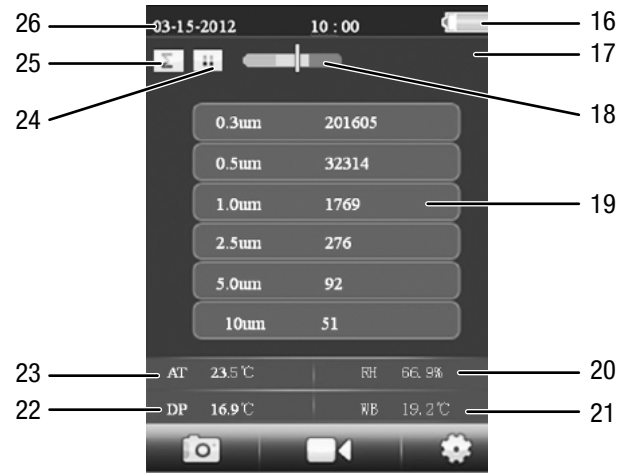 26 03-15-2012 10 : 00 16
25 Σ 17
24 18
0.3um 201605
0.5um 32314
1.0um 1769 19
2.5um 276
5.0um 92
10um 51
23 AT 23.5℃ RH 66.9% 20
22 DP 16.9℃ WB 19.2℃ 21